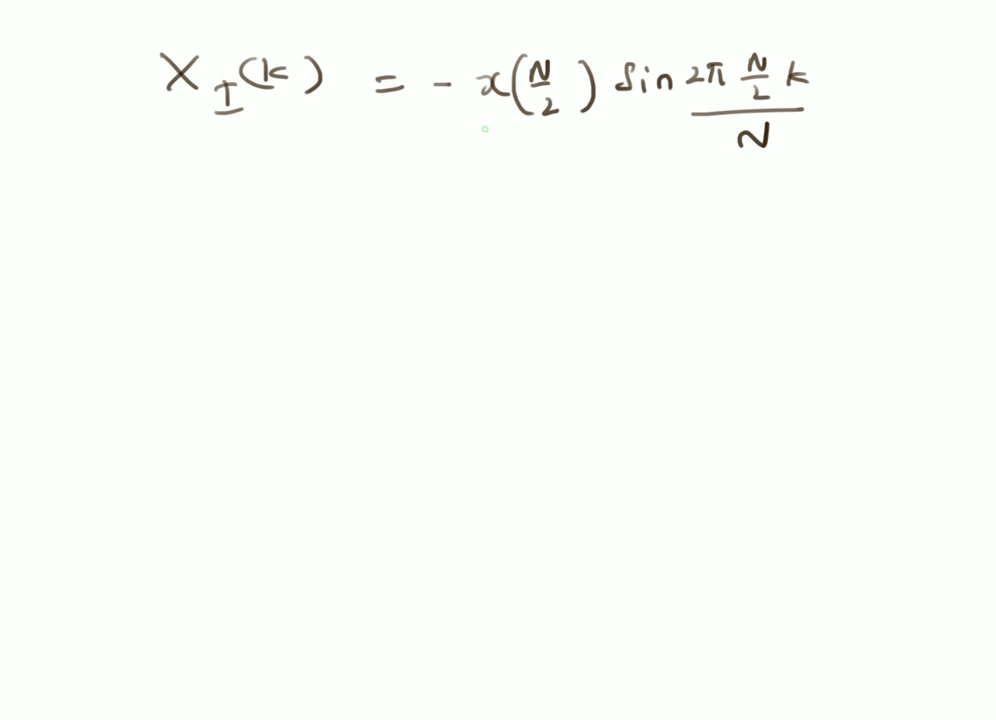 X_I(k) = - x(N/2) sin (2π (N/2) k)/N